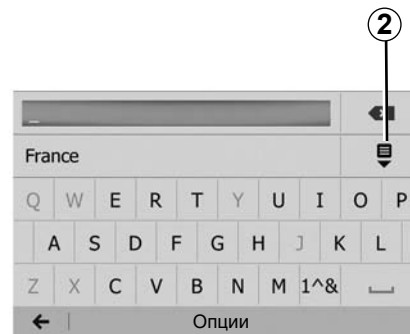 2
_
France
Q W E R T Y U I O P
A S D F G H J K L
Z X C V B N M 1^&
Опции